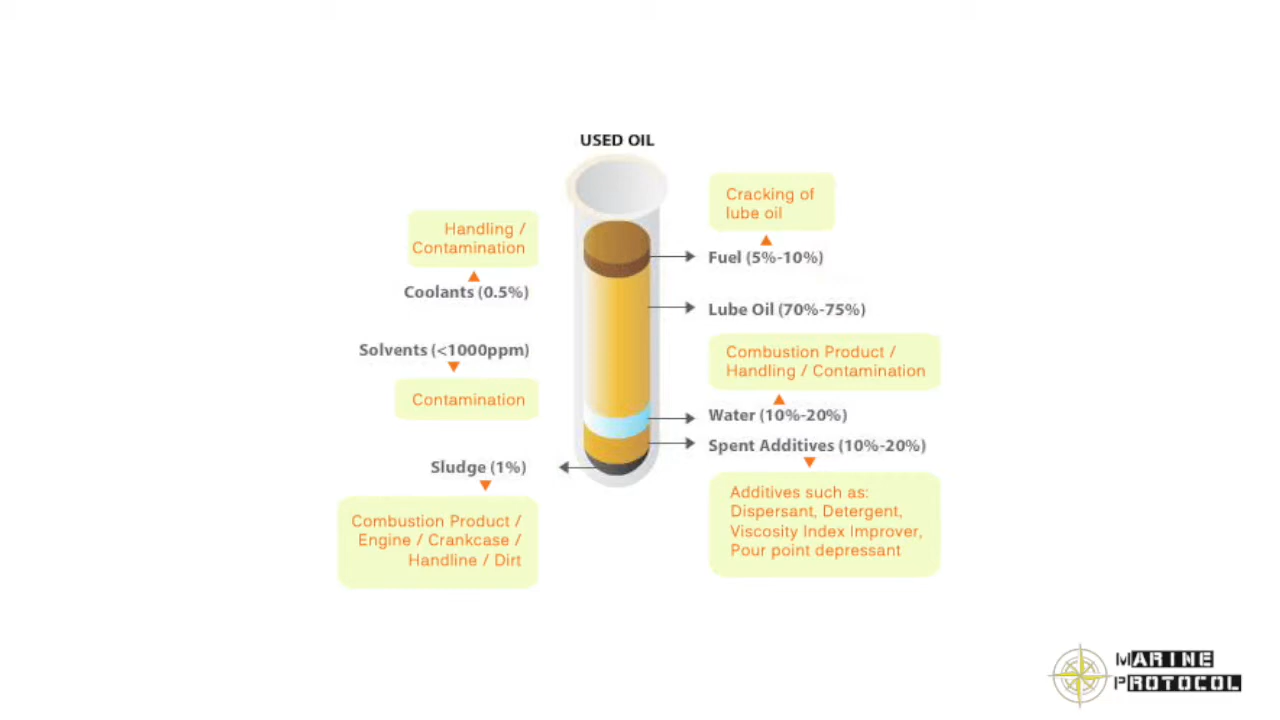 USED OIL
Handling /
Contamination
Coolants (0.5%)
Solvents (<1000ppm)
Contamination
Sludge (1%)
Combustion Product /
Engine / Crankcase /
Handline / Dirt
Cracking of
lube oil
Fuel (5%-10%)
Lube Oil (70%-75%)
Combustion Product /
Handling / Contamination
Water (10%-20%)
Spent Additives (10%-20%)
Additives such as:
Dispersant, Detergent,
Viscosity Index Improver,
Pour point depressant
MARINE
PROTOCOL